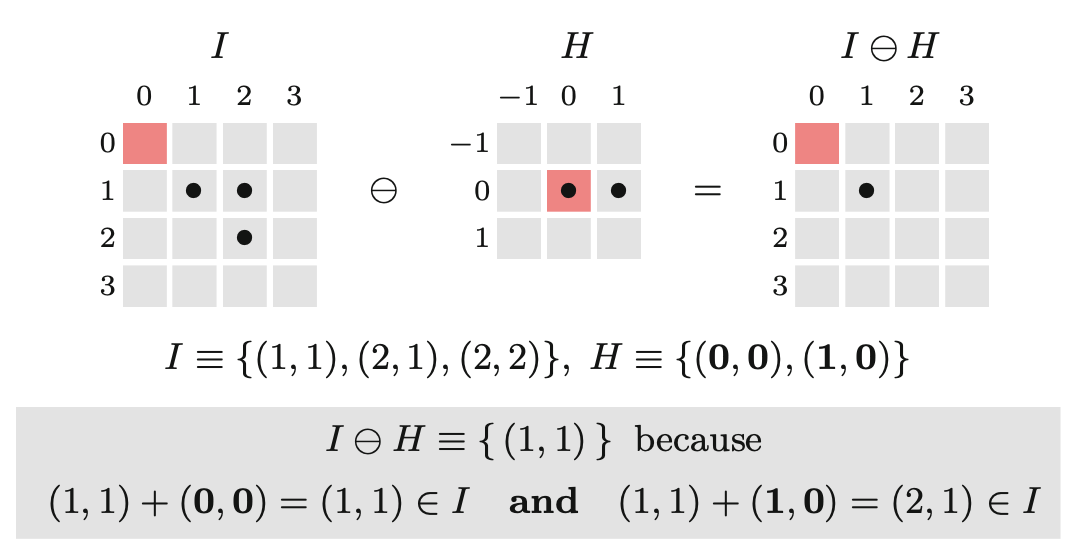 I H I ⊖ H
0 1 2 3 −1 0 1 0 1 2 3
0 −1 0
1 ⊖ 0 = 1
2 1 2
3 3
I ≡ {(1, 1), (2, 1), (2, 2)}, H ≡ {(0, 0), (1, 0)}
I ⊖ H ≡ { (1, 1) } because
(1, 1) + (0, 0) = (1, 1) ∈ I and (1, 1) + (1, 0) = (2, 1) ∈ I